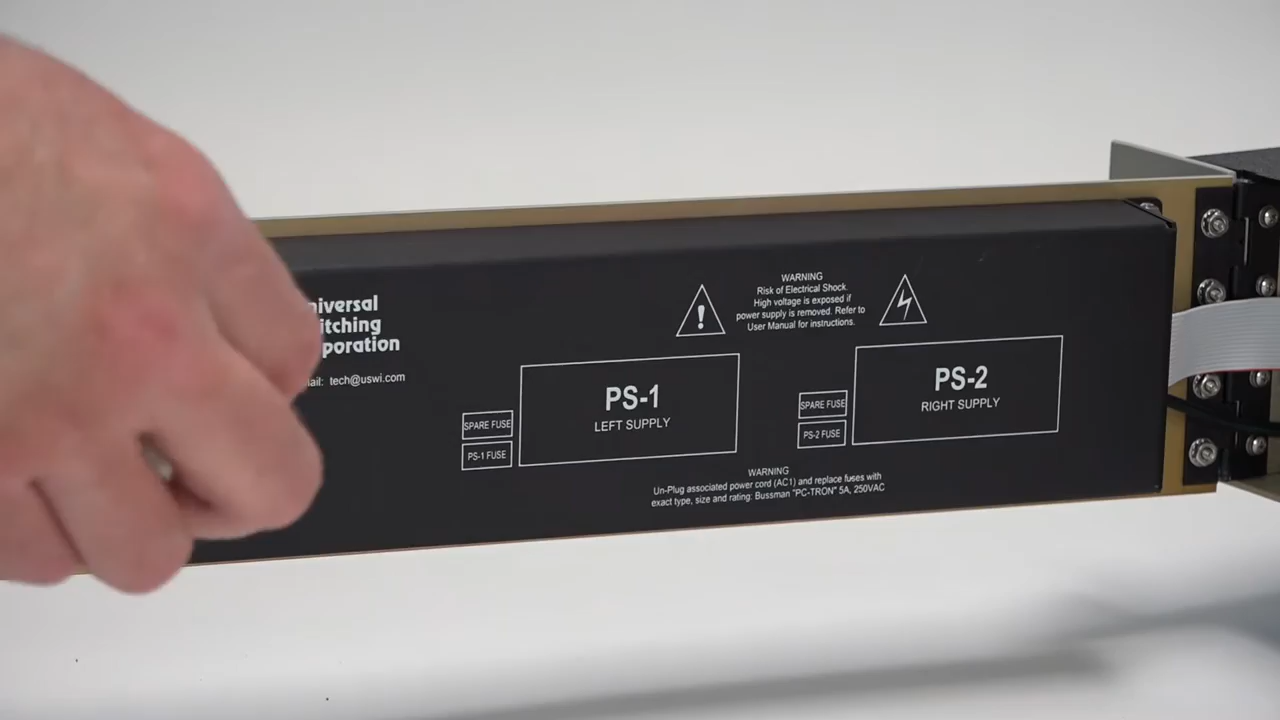 niversal
itching
rporation
ail: tech@uswi.com
WARNING
Risk of Electrical Shock.
High voltage is exposed if
power supply is removed. Refer to
User Manual for instructions.
SPARE FUSE
PS-1 FUSE
PS-1
LEFT SUPPLY
SPARE FUSE
PS-2 FUSE
PS-2
RIGHT SUPPLY
WARNING
Un-Plug associated power cord (AC1) and replace fuses with
exact type, size and rating: Bussman "PC-TRON" 5A, 250VAC